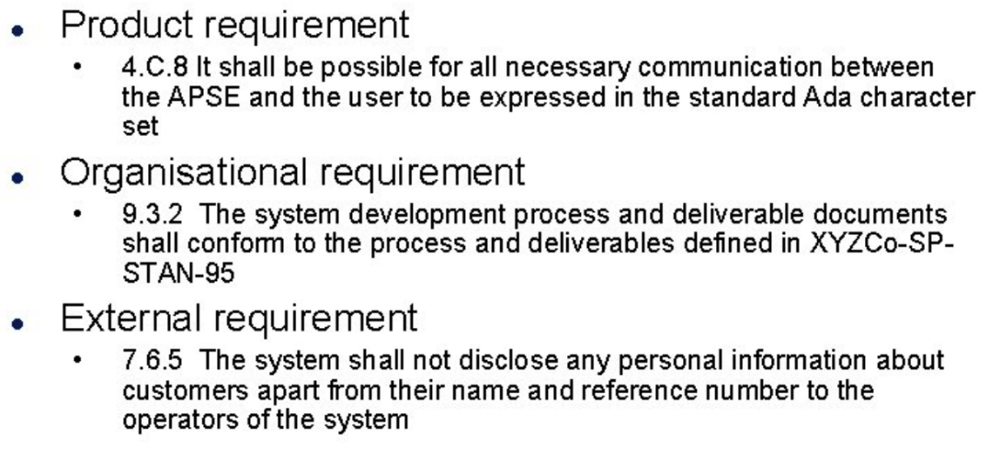 • Product requirement
• 4.C.8 It shall be possible for all necessary communication between
the APSE and the user to be expressed in the standard Ada character
set
• Organisational requirement
• 9.3.2 The system development process and deliverable documents
shall conform to the process and deliverables defined in XYZCo-SP-
STAN-95
• External requirement
• 7.6.5 The system shall not disclose any personal information about
customers apart from their name and reference number to the
operators of the system